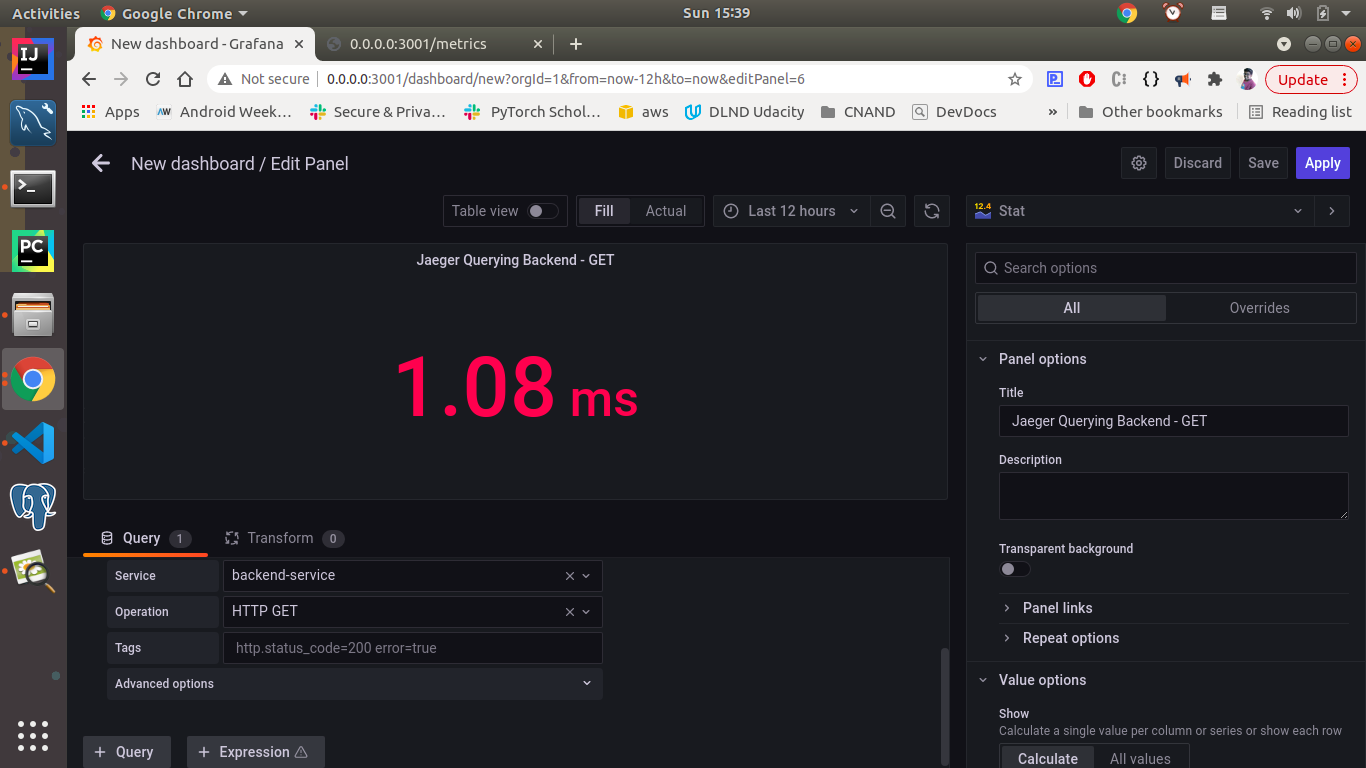 Activities Google Chrome Sun 15:39
New dashboard - Grafana 0.0.0.0:3001/metrics
Not secure 0.0.0.0:3001/dashboard/new?orgId=1&from=now-12h&to=now&editPanel=6 Update
Apps Android Week… Secure & Priva… PyTorch Schol… aws DLND Udacity CNAND DevDocs » Other bookmarks Reading list
New dashboard / Edit Panel Discard Save Apply
Table view Fill Actual Last 12 hours 12.4 Stat
Jaeger Querying Backend - GET
1.08 ms
Query 1 Transform 0
Service backend-service
Operation HTTP GET
Tags http.status_code=200 error=true
Advanced options
+ Query + Expression
Search options
All Overrides
Panel options
Title
Jaeger Querying Backend - GET
Description
Transparent background
Panel links
Repeat options
Value options
Show
Calculate a single value per column or series or show each row
Calculate All values
IJ
PC